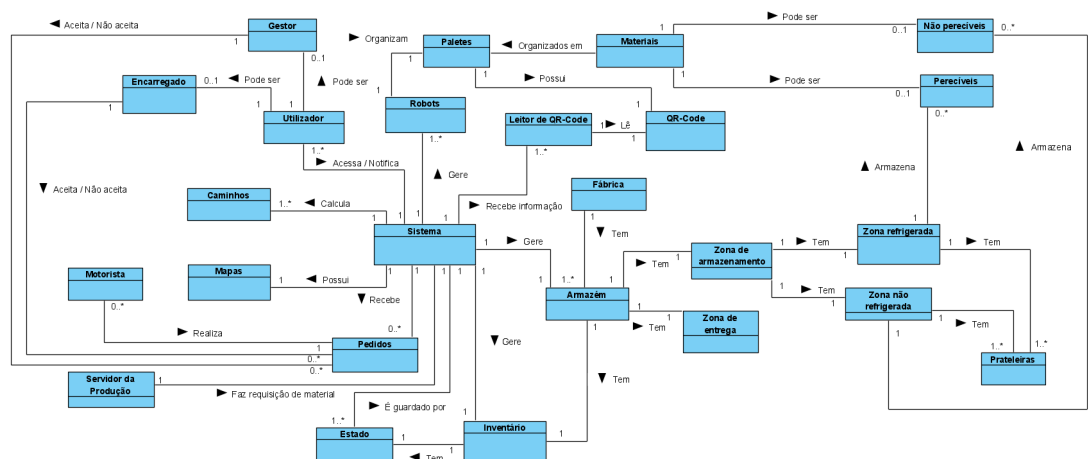 Aceita / Não aceita
Gestor
Materiais
Pode ser
Não perecíveis
0..*
1
1
0..1
Organizam
Paletes
Organizados em
0..1
1
1
1
Encarregado
0..1
Pode ser
Pode ser
Possui
Pode ser
Perecíveis
1
1
1
1
0..1
0..*
1
Robots
Leitor de QR-Code
Lê
QR-Code
Utilizador
1
1
1..*
1..*
1..*
Acessa / Notifica
Gere
Armazena
Armazena
Aceita / Não aceita
Caminhos
Calcula
1..*
1
1
1
1
Recebe informação
Fábrica
1
Tem
Sistema
1
Gere
Zona de
armazenamento
1
Tem
1
Zona refrigerada
1
Tem
Motorista
Mapas
1
Possui
1
1
1
1
1
1
1
1..*
1
Tem
1
Tem
1
Zona não
refrigerada
0..*
Recebe
Armazém
1
1
Tem
1
Zona de
entrega
1
1
Tem
1..*
1..*
Realiza
0..*
1
Pedidos
0..*
0..*
Gere
Prateleiras
Servidor da
Produção
1
Faz requisição de material
Tem
É guardado por
1..*
1
Estado
1
1
Tem
Inventário
1